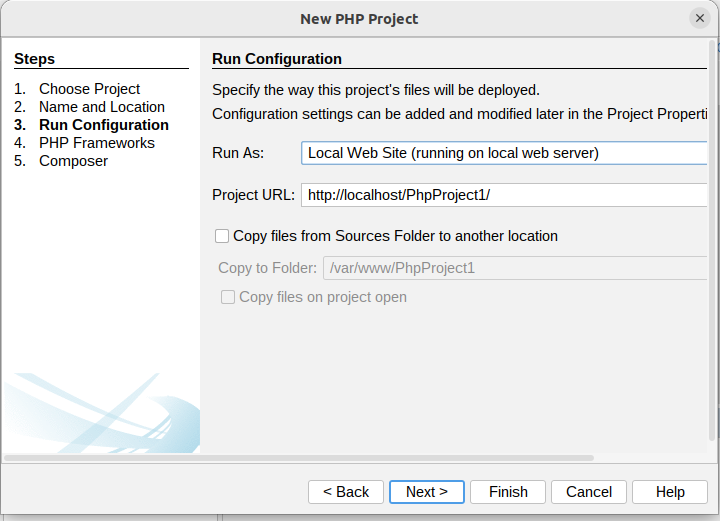 New PHP Project
Steps
1. Choose Project
2. Name and Location
3. Run Configuration
4. PHP Frameworks
5. Composer
Run Configuration
Specify the way this project's files will be deployed.
Configuration settings can be added and modified later in the Project Properti
Run As: Local Web Site (running on local web server)
Project URL: http://localhost/PhpProject1/
Copy files from Sources Folder to another location
Copy to Folder: /var/www/PhpProject1
Copy files on project open
< Back Next > Finish Cancel Help